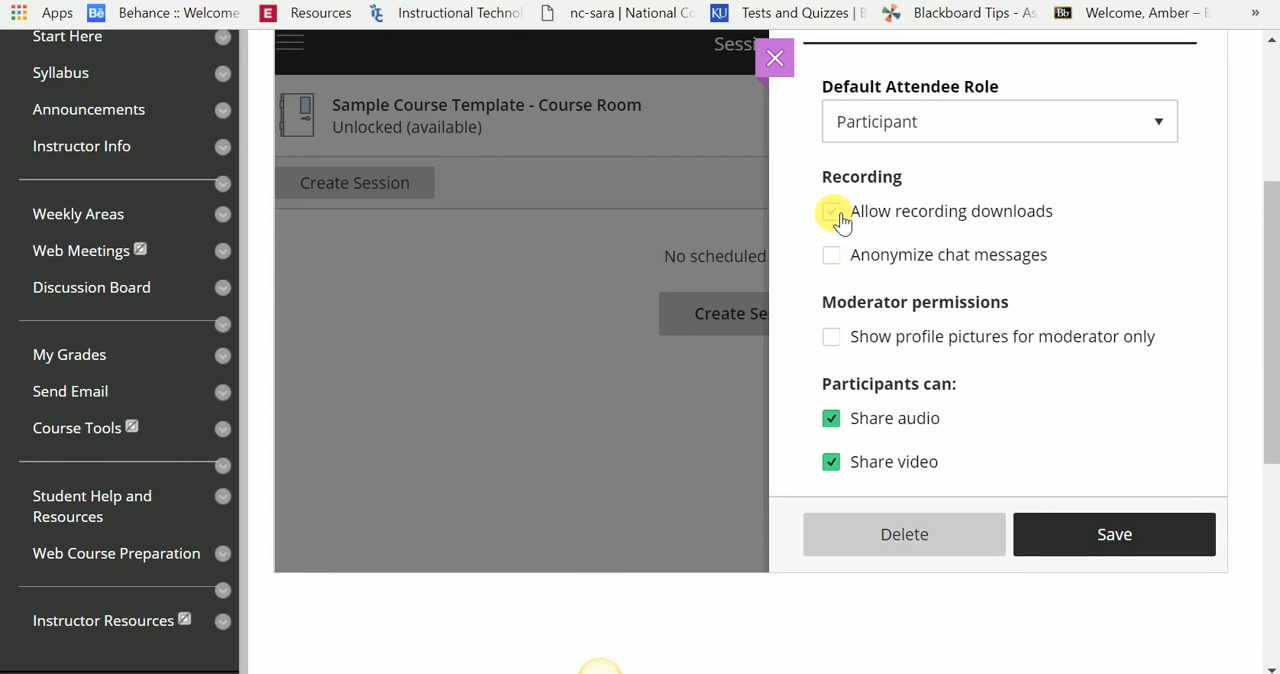 Apps
Behance :: Welcome
Resources
Instructional Techno
nc-sara | National Co
Tests and Quizzes | B
Blackboard Tips - As
Welcome, Amber – B
»
Start Here
Syllabus
Announcements
Instructor Info
Weekly Areas
Web Meetings
Discussion Board
My Grades
Send Email
Course Tools
Student Help and
Resources
Web Course Preparation
Instructor Resources
Sessi
Sample Course Template - Course Room
Unlocked (available)
Create Session
No scheduled
Create Se
Default Attendee Role
Participant
Recording
Allow recording downloads
Anonymize chat messages
Moderator permissions
Show profile pictures for moderator only
Participants can:
Share audio
Share video
Delete
Save